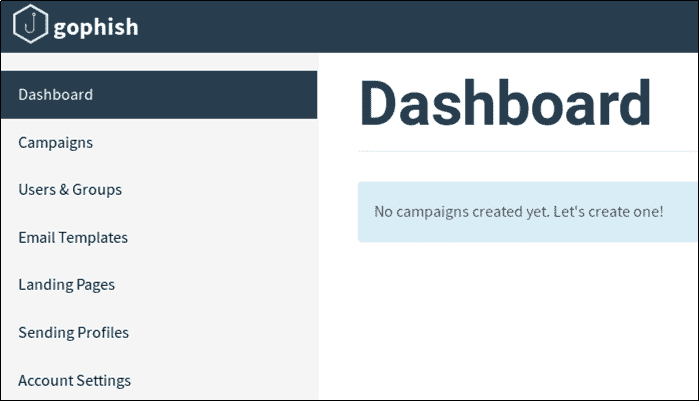 gophish
Dashboard
Campaigns
Users & Groups
Email Templates
Landing Pages
Sending Profiles
Account Settings
Dashboard
No campaigns created yet. Let's create one!